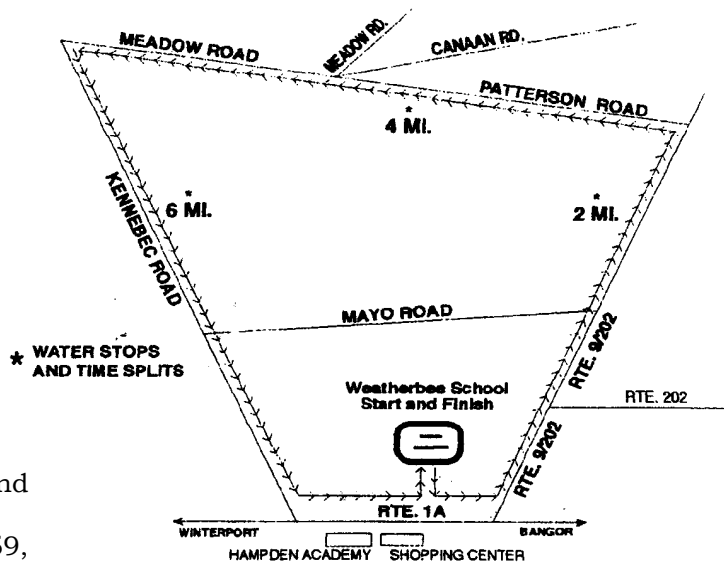 MEADOW ROAD
MEADOW RD.
CANAAN RD.
PATTERSON ROAD
*
4 MI.
*
6 MI.
*
2 MI.
KENNEBEC ROAD
MAYO ROAD
RTE. 9/202
* WATER STOPS
AND TIME SPLITS
Weatherbee School
Start and Finish
RTE. 202
RTE. 9/202
RTE. 1A
WINTERPORT
BANGOR
HAMPDEN ACADEMY
SHOPPING CENTER